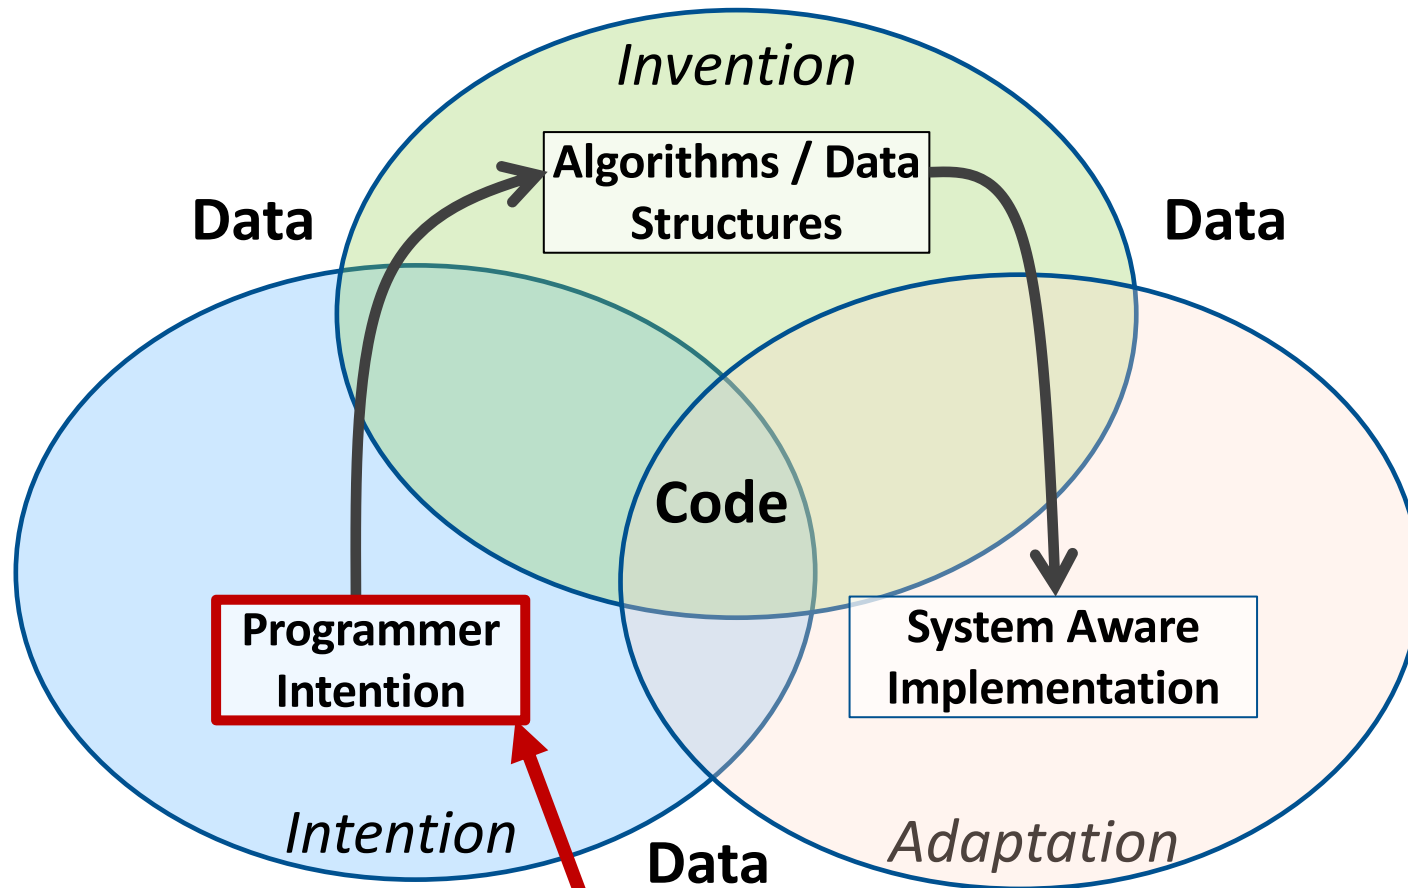 Invention
Algorithms / Data
Structures
Data
Data
Code
Programmer
Intention
System Aware
Implementation
Intention
Data
Adaptation